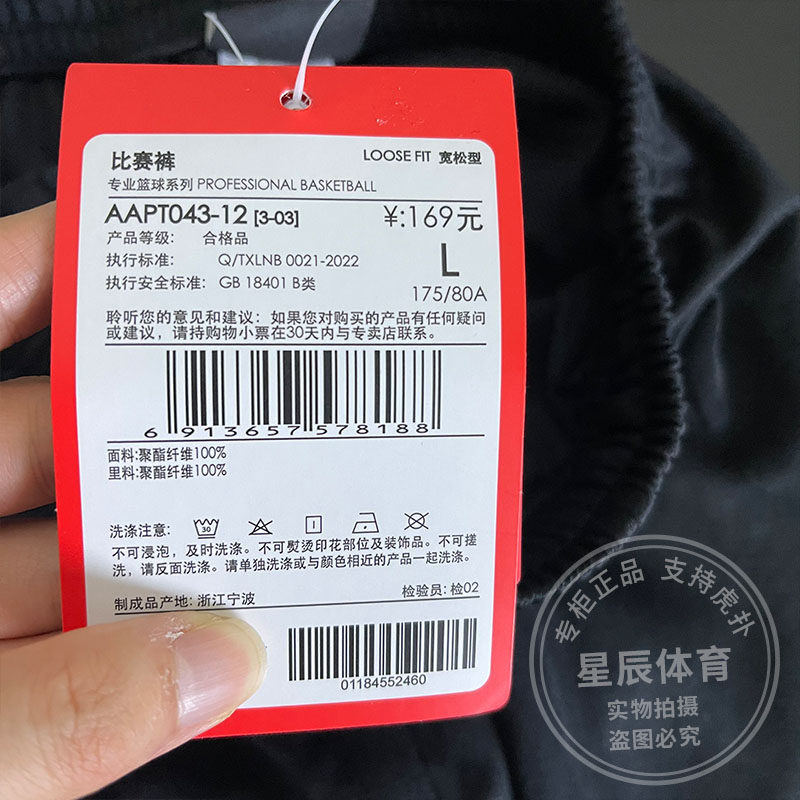 比赛裤
LOOSE FIT 宽松型
专业篮球系列 PROFESSIONAL BASKETBALL
AAPT043-12 [3-03]
¥:169元
产品等级: 合格品
执行标准: Q/TXLNB 0021-2022
L
执行安全标准: GB 18401 B类
175/80A
聆听您的意见和建议: 如果您对购买的产品有任何疑问
或建议, 请持购物小票在30天内与专卖店联系。
6 913657 578188
面料:聚酯纤维100%
里料:聚酯纤维100%
洗涤注意:
30
不可浸泡, 及时洗涤。不可熨烫印花部位及装饰品。不可搓
洗, 请反面洗涤。请单独洗涤或与颜色相近的产品一起洗涤。
制成品产地: 浙江宁波
检验员: 检02
01184552460
专柜正品 支持虎扑
星辰体育
实物拍摄
盗图必究